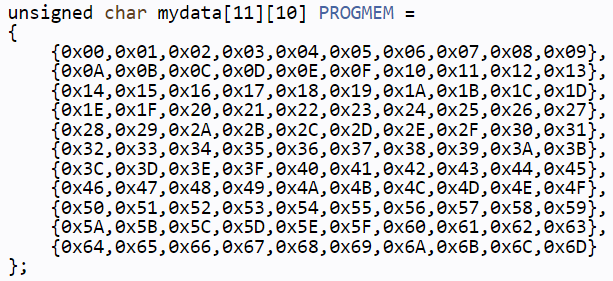 unsigned char mydata[11][10] PROGMEM =
{
    {0x00,0x01,0x02,0x03,0x04,0x05,0x06,0x07,0x08,0x09},
    {0x0A,0x0B,0x0C,0x0D,0x0E,0x0F,0x10,0x11,0x12,0x13},
    {0x14,0x15,0x16,0x17,0x18,0x19,0x1A,0x1B,0x1C,0x1D},
    {0x1E,0x1F,0x20,0x21,0x22,0x23,0x24,0x25,0x26,0x27},
    {0x28,0x29,0x2A,0x2B,0x2C,0x2D,0x2E,0x2F,0x30,0x31},
    {0x32,0x33,0x34,0x35,0x36,0x37,0x38,0x39,0x3A,0x3B},
    {0x3C,0x3D,0x3E,0x3F,0x40,0x41,0x42,0x43,0x44,0x45},
    {0x46,0x47,0x48,0x49,0x4A,0x4B,0x4C,0x4D,0x4E,0x4F},
    {0x50,0x51,0x52,0x53,0x54,0x55,0x56,0x57,0x58,0x59},
    {0x5A,0x5B,0x5C,0x5D,0x5E,0x5F,0x60,0x61,0x62,0x63},
    {0x64,0x65,0x66,0x67,0x68,0x69,0x6A,0x6B,0x6C,0x6D}
};